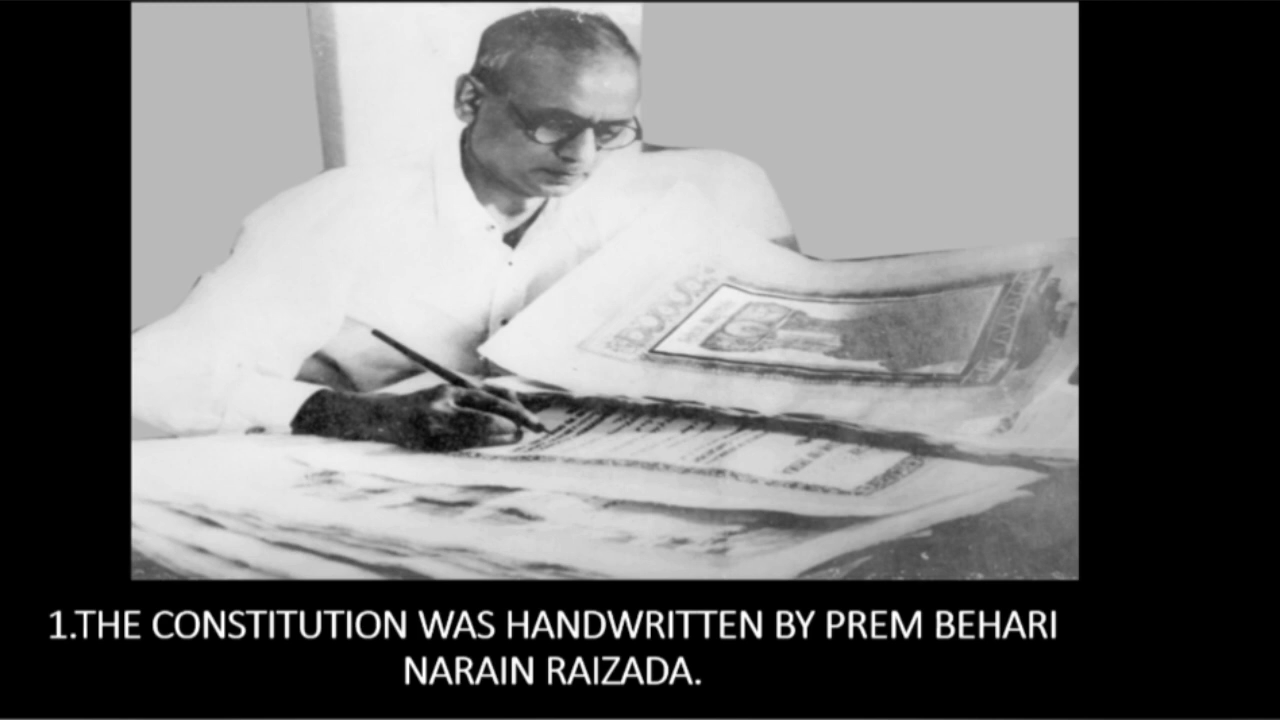 1.THE CONSTITUTION WAS HANDWRITTEN BY PREM BEHARI
NARAIN RAIZADA.